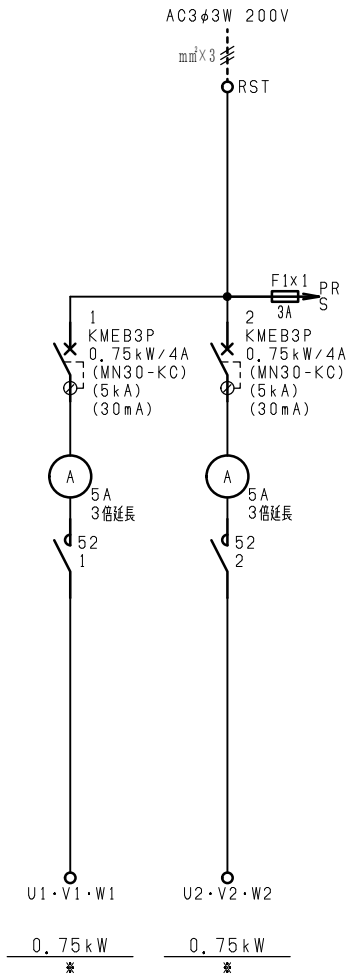 AC3φ3W 200V
mm²×3
RST
F1×1
3A
PR
S
1
KMEB3P
0.75kW/4A
(MN30-KC)
(5kA)
(30mA)
2
KMEB3P
0.75kW/4A
(MN30-KC)
(5kA)
(30mA)
A
5A
3倍延長
A
5A
3倍延長
52
1
52
2
U1・V1・W1
U2・V2・W2
0.75kW
※
0.75kW
※